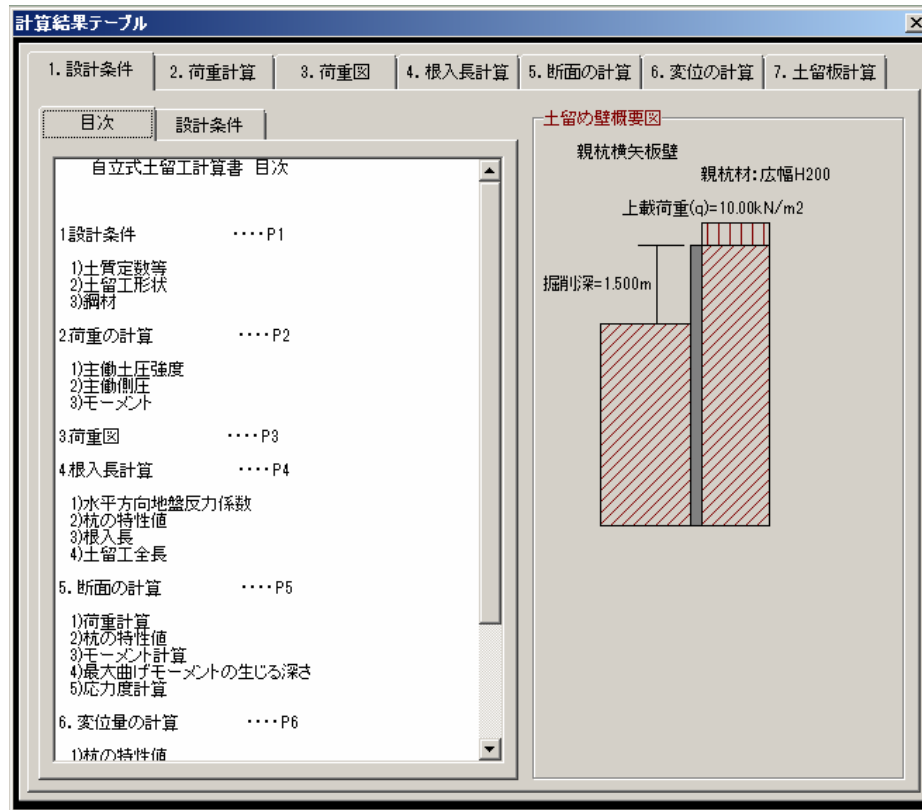 計算結果テーブル
1. 設計条件
2. 荷重計算
3. 荷重図
4. 根入長計算
5. 断面の計算
6. 変位の計算
7. 土留板計算
目次
設計条件
自立式土留工計算書 目次
1設計条件 ････P1
1)土質定数等
2)土留工形状
3)鋼材
2.荷重の計算 ････P2
1)主働土圧強度
2)主働側圧
3)モーメント
3.荷重図 ････P3
4.根入長計算 ････P4
1)水平方向地盤反力係数
2)杭の特性値
3)根入長
4)土留工全長
5. 断面の計算 ････P5
1)荷重計算
2)杭の特性値
3)モーメント計算
4)最大曲げモーメントの生じる深さ
5)応力度計算
6. 変位量の計算 ････P6
1)杭の特性値
土留め壁概要図
親杭横矢板壁
親杭材：広幅H200
上載荷重(q)=10.00kN/m2
掘削深=1.500m